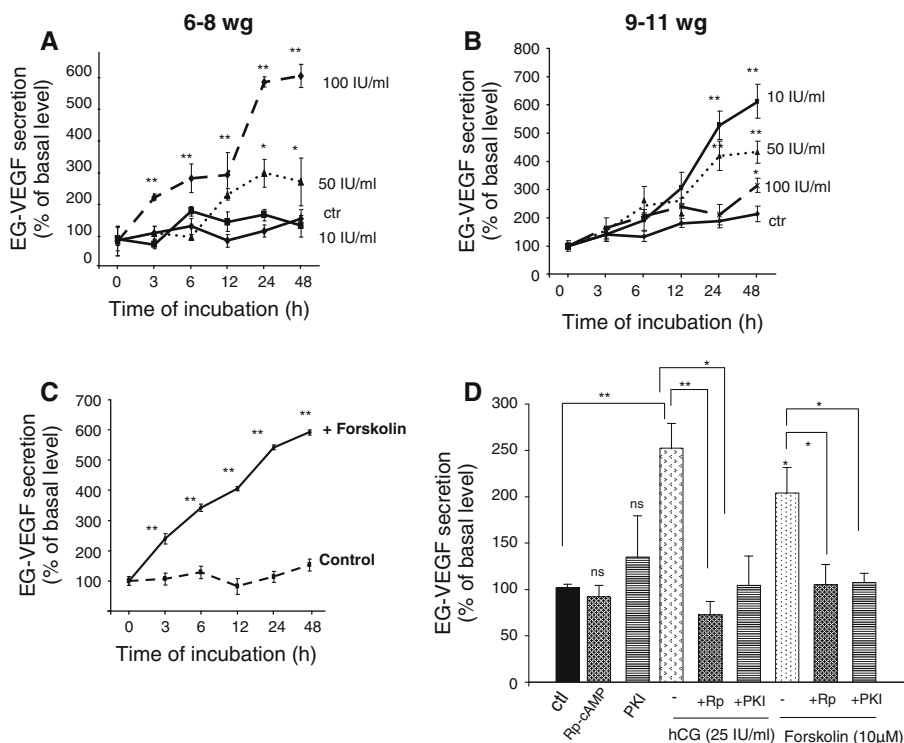 6-8 wg
9-11 wg
A
EG-VEGF secretion
(% of basal level)
600
500
400
300
200
100
0
**
**
**
**
**
*
*
100 IU/ml
50 IU/ml
ctr
10 IU/ml
0 3 6 12 24 48
Time of incubation (h)
B
EG-VEGF secretion
(% of basal level)
800
700
600
500
400
300
200
100
0
**
**
**
**
*
10 IU/ml
50 IU/ml
100 IU/ml
ctr
0 3 6 12 24 48
Time of incubation (h)
C
EG-VEGF secretion
(% of basal level)
700
600
500
400
300
200
100
0
**
**
**
**
**
+ Forskolin
Control
0 3 6 12 24 48
Time of incubation (h)
D
EG-VEGF secretion
(% of basal level)
300
250
200
150
100
50
0
**
*
**
*
*
*
ns
ns
ctl
Rp-cAMP
PKI
- +Rp +PKI
- +Rp +PKI
hCG (25 IU/ml)
Forskolin (10µM)